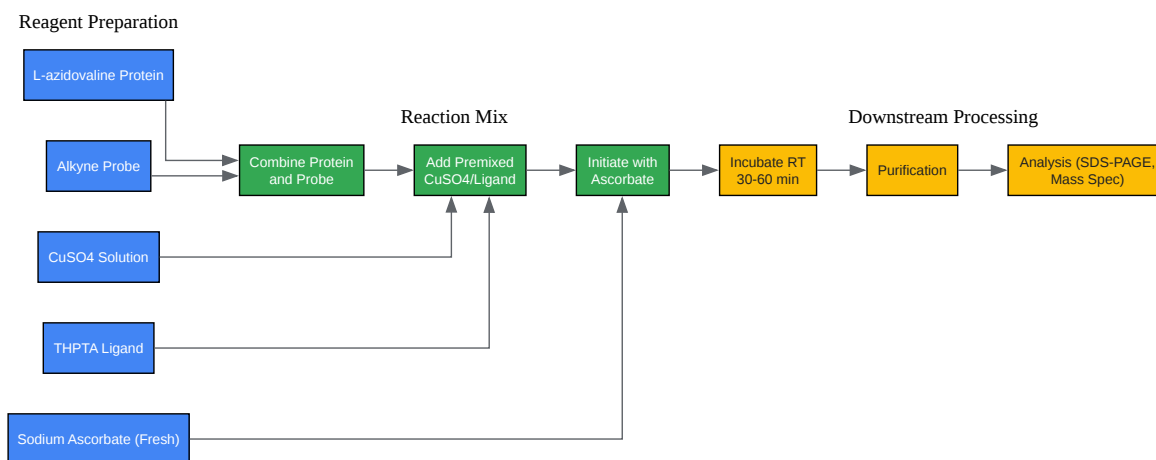 Reagent Preparation
L-azidovaline Protein
Alkyne Probe
CuSO4 Solution
THPTA Ligand
Sodium Ascorbate (Fresh)
Reaction Mix
Combine Protein
and Probe
Add Premixed
CuSO4/Ligand
Initiate with
Ascorbate
Downstream Processing
Incubate RT
30-60 min
Purification
Analysis (SDS-PAGE,
Mass Spec)